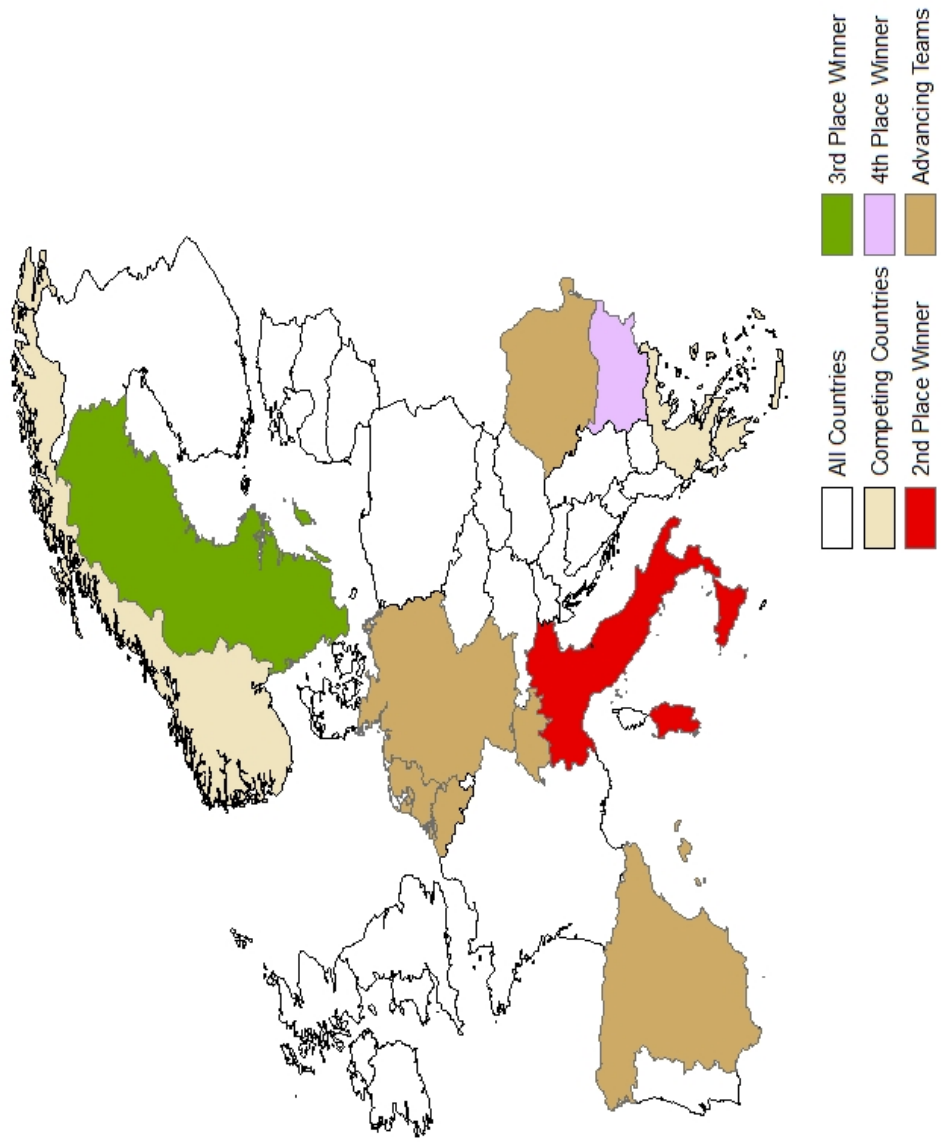 All Countries
Competing Countries
2nd Place Winner
3rd Place Winner
4th Place Winner
Advancing Teams